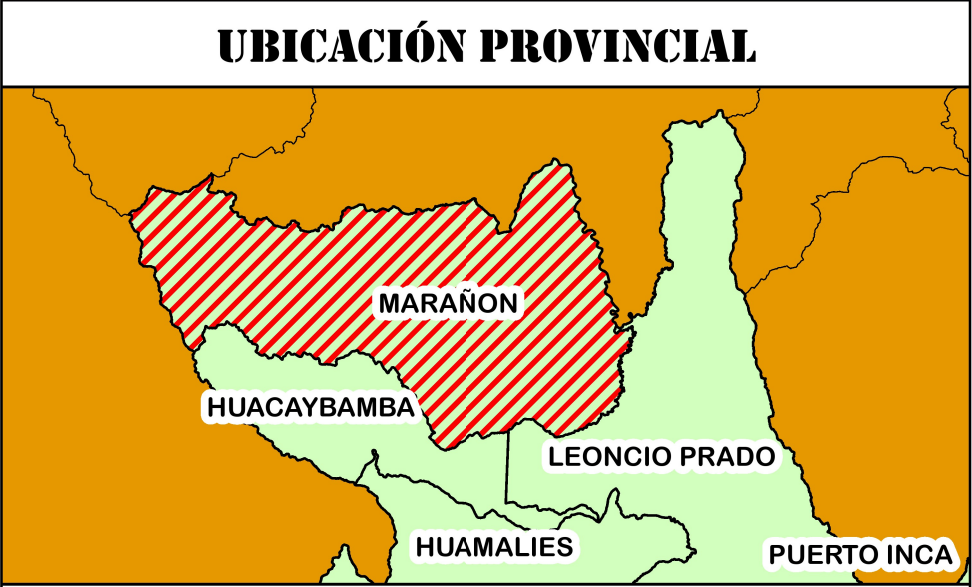 UBICACIÓN PROVINCIAL
MARAÑON
HUACAYBAMBA
LEONCIO PRADO
HUAMALIES
PUERTO INCA